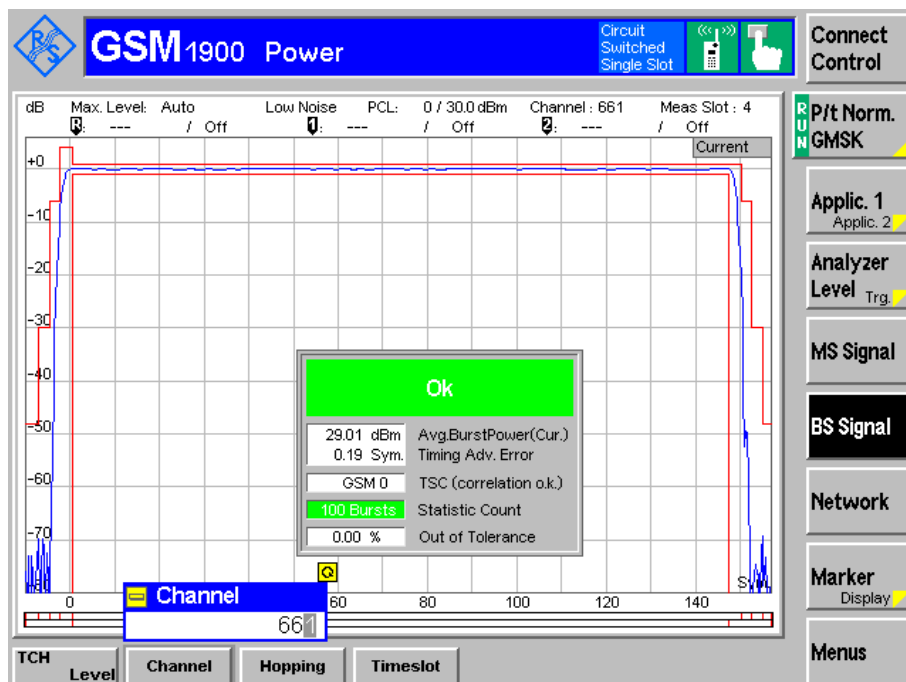 R&S GSM 1900 Power
Circuit Switched Single Slot
Connect Control
dB Max. Level: Auto Low Noise PCL: 0 / 30.0 dBm Channel : 661 Meas Slot : 4
R: --- / Off 1: --- / Off 2: --- / Off
Current
RUN
P/t Norm. GMSK
+0
-10
-20
-30
-40
-50
-60
-70
Applic. 1
Applic. 2
Analyzer
Level Trg.
MS Signal
BS Signal
Network
Marker
Display
Menus
Ok
29.01 dBm Avg.BurstPower(Cur.)
0.19 Sym. Timing Adv. Error
GSM 0 TSC (correlation o.k.)
100 Bursts Statistic Count
0.00 % Out of Tolerance
0 60 80 100 120 140
Channel
661
TCH Level
Channel
Hopping
Timeslot